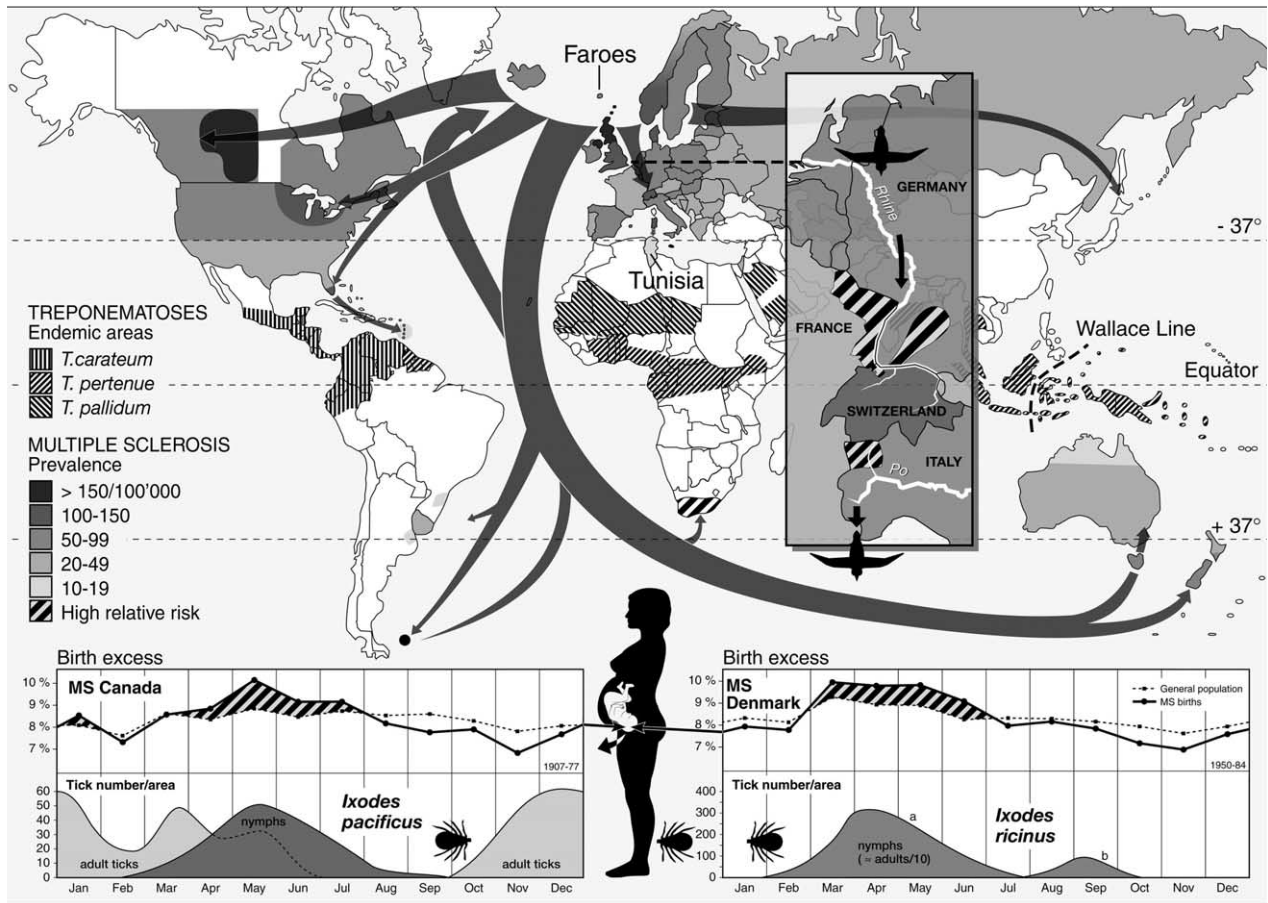 Faroes
GERMANY
Rhine
- 37°
Tunisia
TREPONEMATOSES
Endemic areas
T.carateum
T. pertenue
T. pallidum
FRANCE
Wallace Line
Equator
SWITZERLAND
ITALY
Po
+ 37°
MULTIPLE SCLEROSIS
Prevalence
> 150/100'000
100-150
50-99
20-49
10-19
High relative risk
Birth excess
MS Canada
10 %
9 %
8 %
7 %
1907-77
Tick number/area
60
50
40
30
20
10
0
Ixodes
pacificus
nymphs
adult ticks
adult ticks
Jan Feb Mar Apr May Jun Jul Aug Sep Oct Nov Dec
Birth excess
MS
Denmark
General population
MS births
10 %
9 %
8 %
7 %
1950-84
Tick number/area
400
300
200
100
0
a
Ixodes
ricinus
nymphs
(= adults/10)
b
Jan Feb Mar Apr May Jun Jul Aug Sep Oct Nov Dec